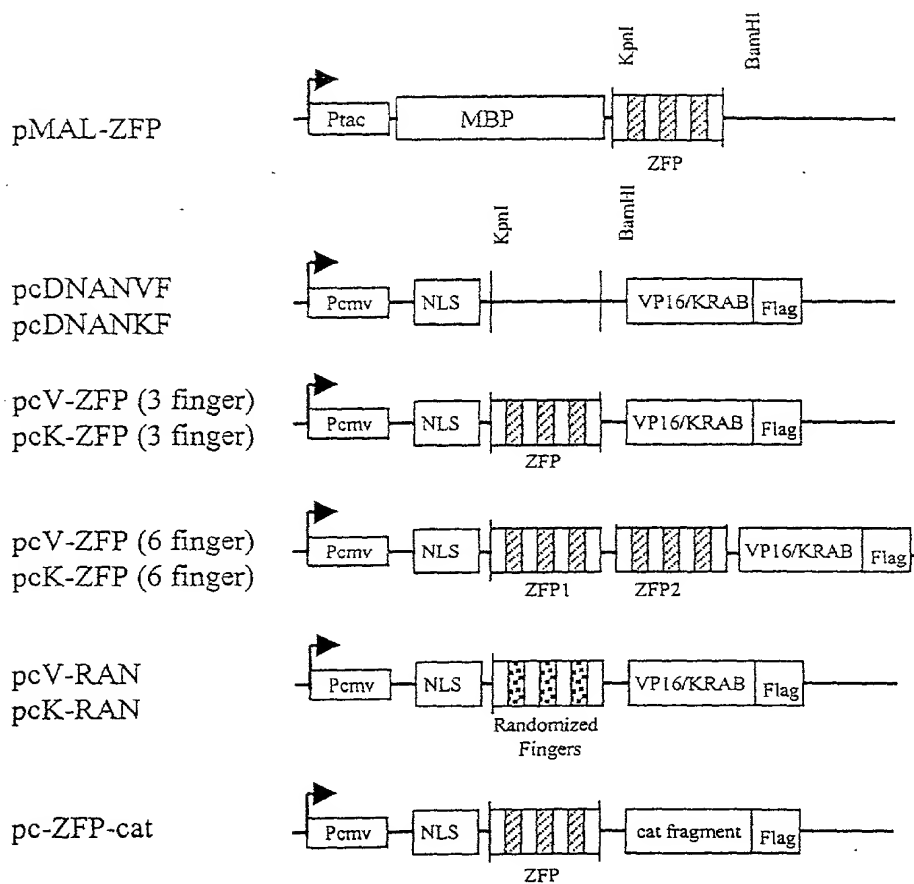 KpnI BamHI
pMAL-ZFP Ptac MBP
ZFP
KpnI BamHI
pcDNANVF
pcDNANKF
Pcmv NLS VP16/KRAB Flag
pcV-ZFP (3 finger)
pcK-ZFP (3 finger)
Pcmv NLS VP16/KRAB Flag
ZFP
pcV-ZFP (6 finger)
pcK-ZFP (6 finger)
Pcmv NLS VP16/KRAB Flag
ZFP1 ZFP2
pcV-RAN
pcK-RAN
Pcmv NLS VP16/KRAB Flag
Randomized
Fingers
pc-ZFP-cat Pcmv NLS cat fragment Flag
ZFP